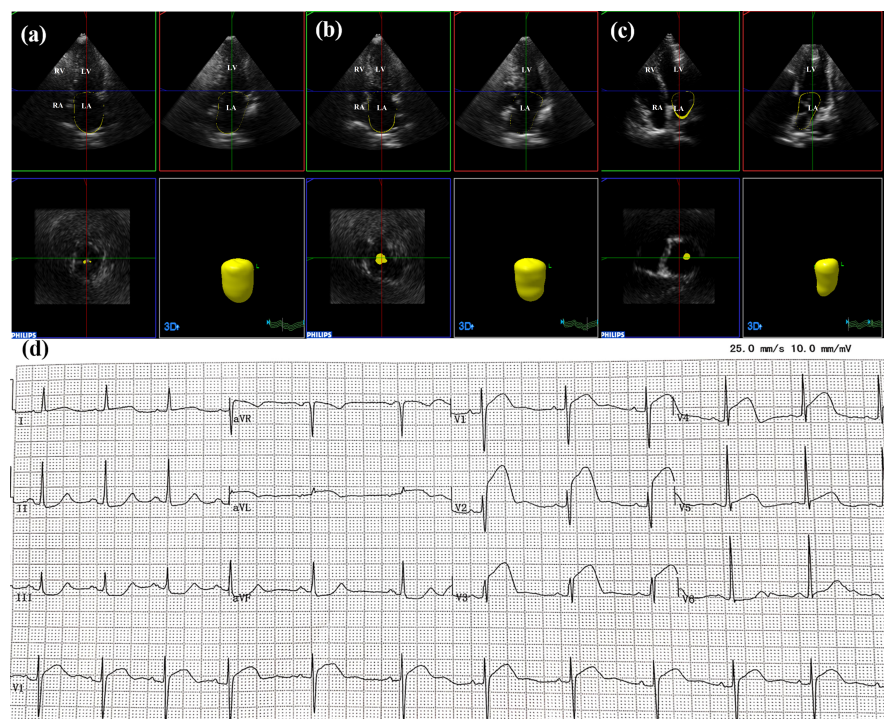 (a)
RV
LV
RA
LA
LV
LA
L
3D
PHILIPS
(b)
RV
LV
RA
LA
LV
LA
L
3D
PHILIPS
(c)
RV
LV
RA
LA
LV
LA
L
3D
PHILIPS
(d)
25.0 mm/s 10.0 mm/mV
I
aVR
V1
V4
II
aVL
V2
V5
III
aVF
V3
V6
V1